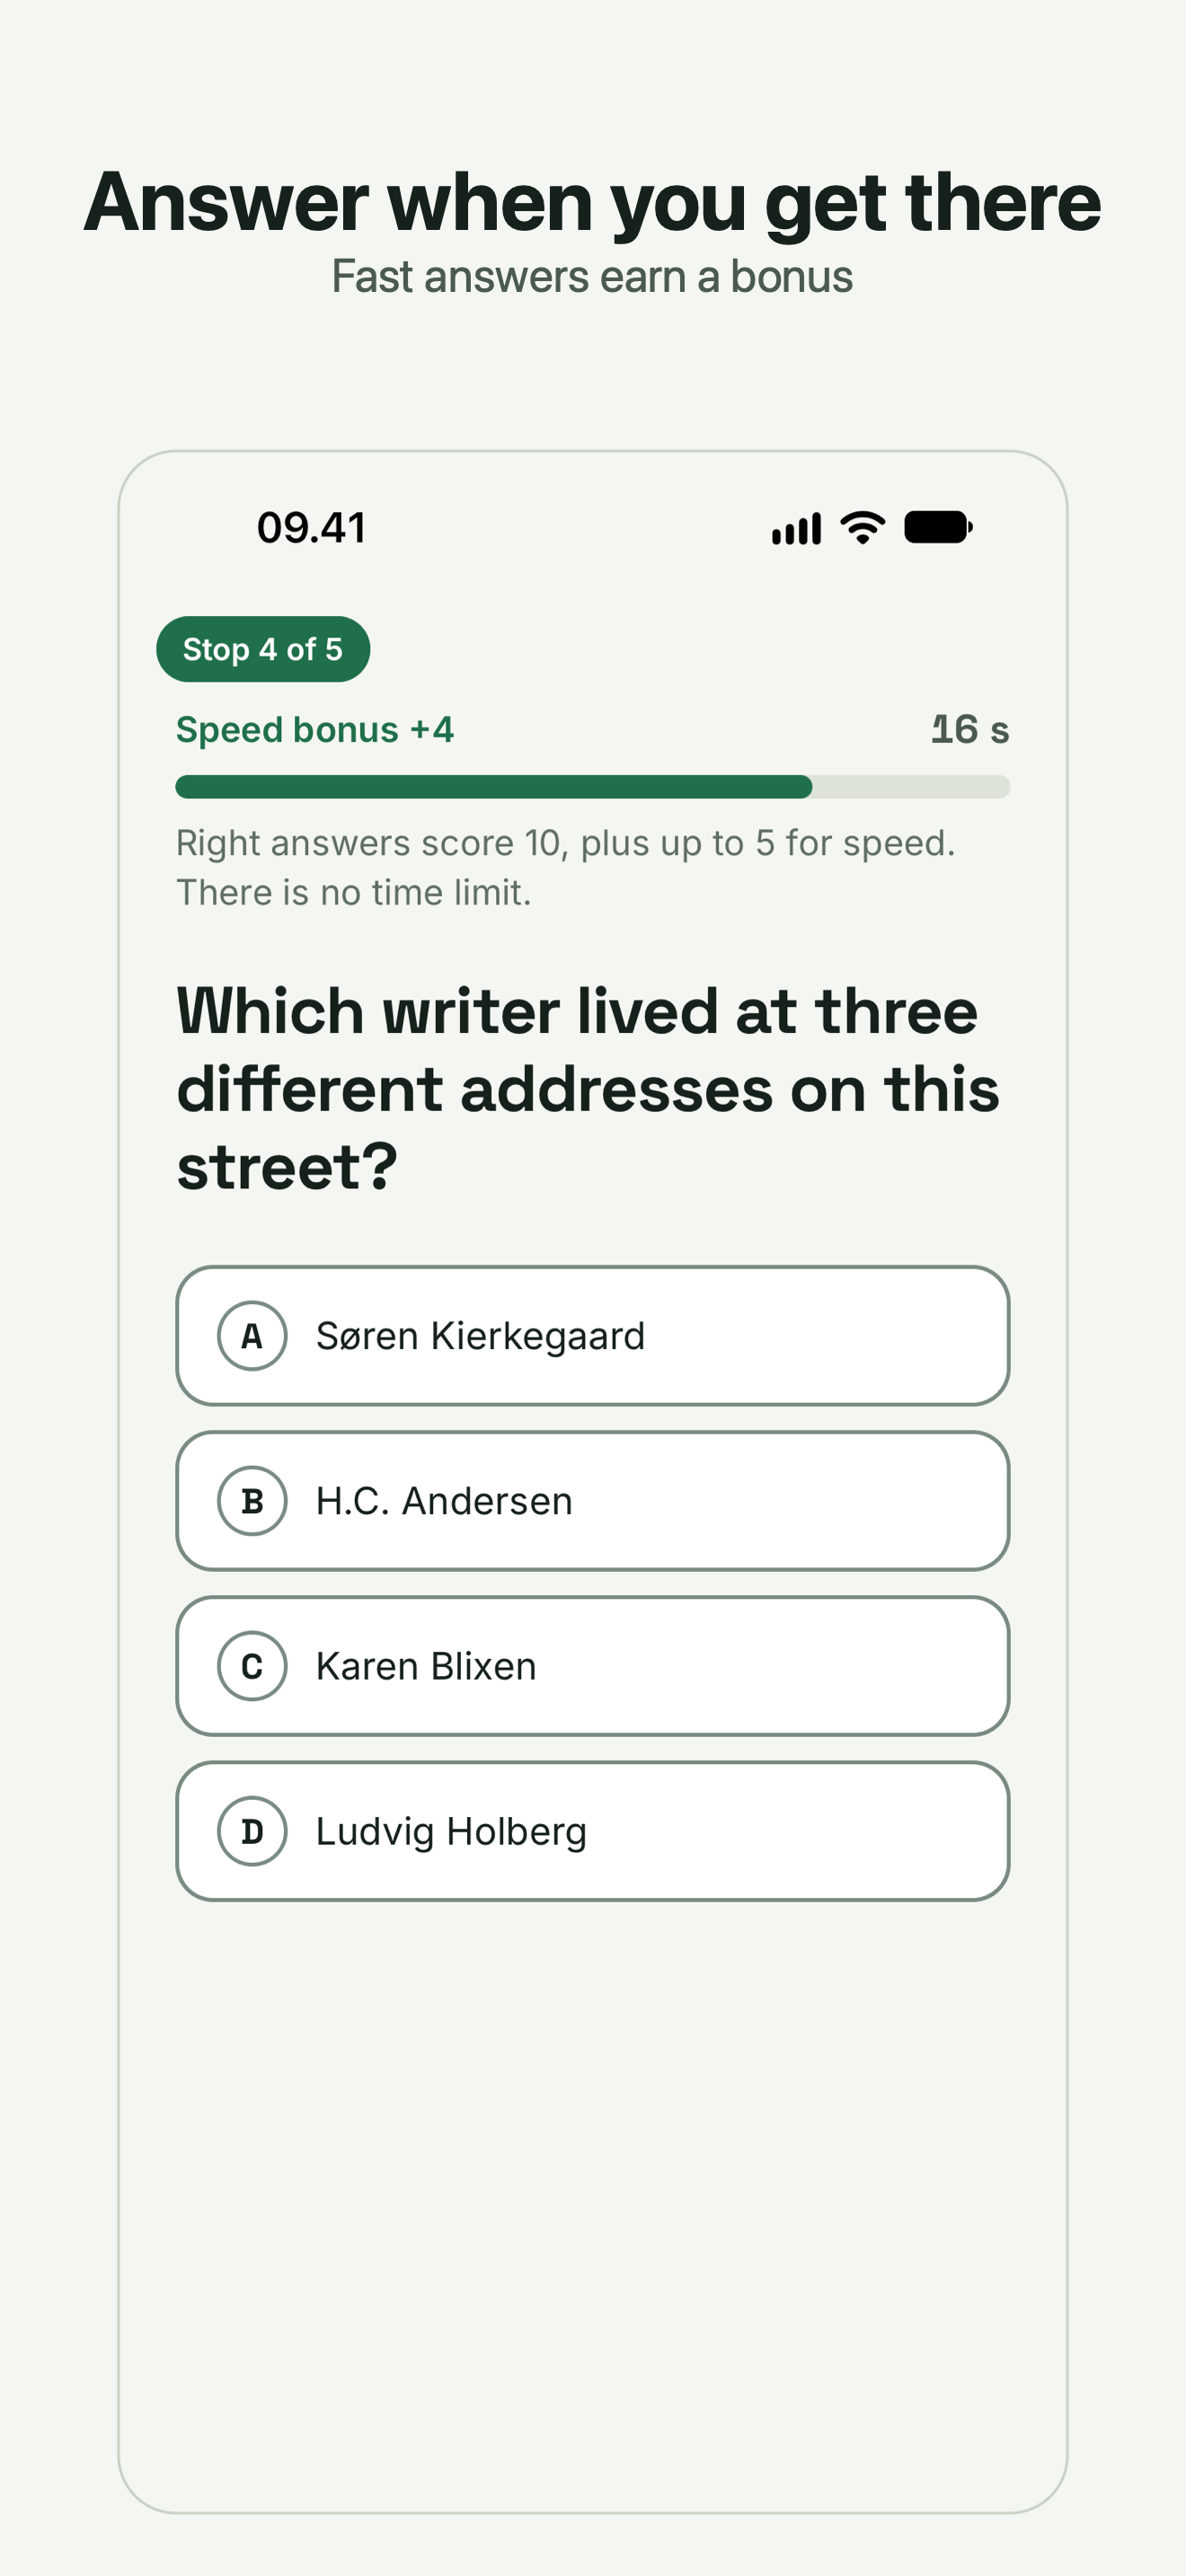 Answer when you get there
Fast answers earn a bonus
09.41
Stop 4 of 5
Speed bonus +4
16 s
Right answers score 10, plus up to 5 for speed.
There is no time limit.
Which writer lived at three
different addresses on this
street?
A Søren Kierkegaard
B H.C. Andersen
C Karen Blixen
D Ludvig Holberg